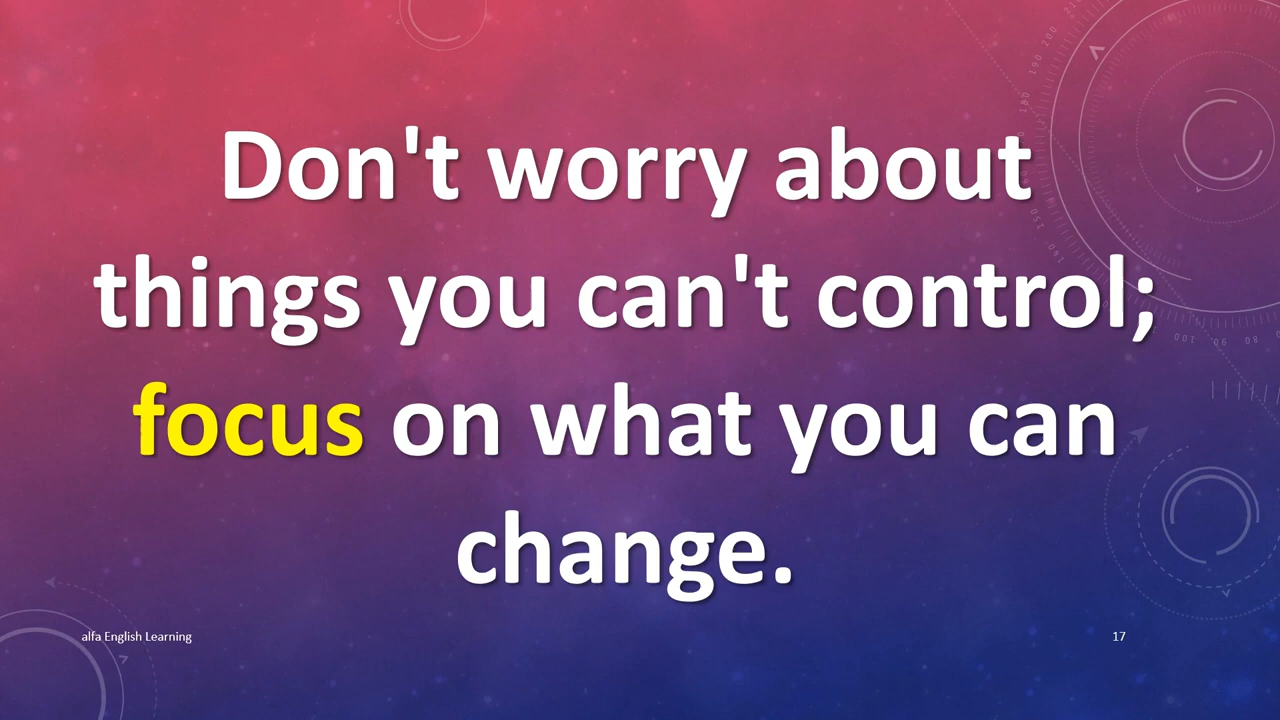 Don't worry about
things you can't control;
focus on what you can
change.
alfa English Learning
17